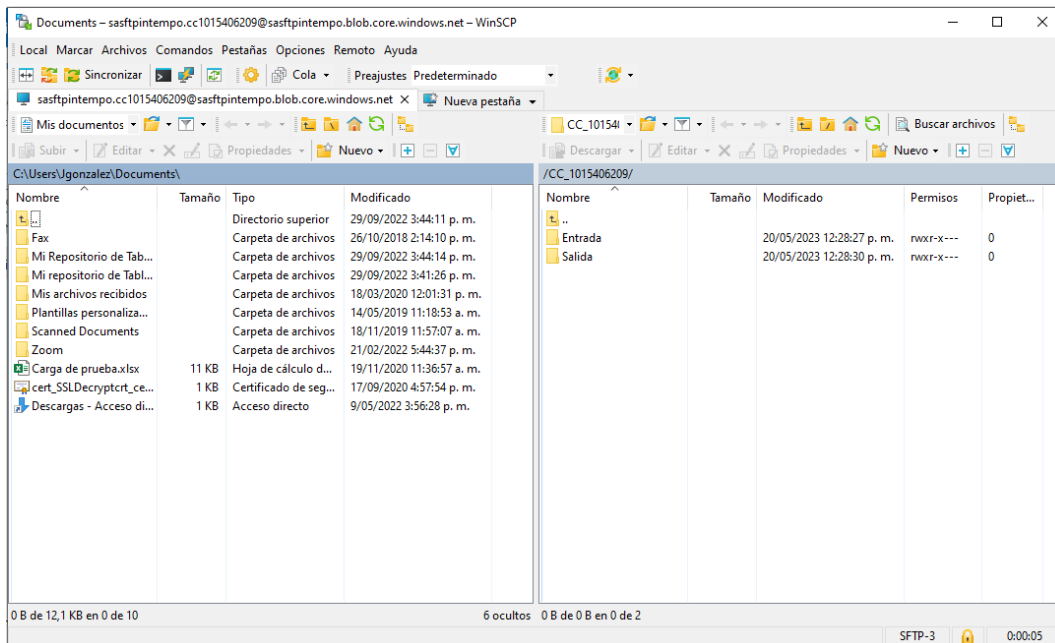 Documents – sasftpintempo.cc1015406209@sasftpintempo.blob.core.windows.net – WinSCP
Local Marcar Archivos Comandos Pestañas Opciones Remoto Ayuda
Sincronizar Cola Preajustes Predeterminado
sasftpintempo.cc1015406209@sasftpintempo.blob.core.windows.net Nueva pestaña
Mis documentos
Subir Editar Propiedades Nuevo
C:\Users\Jgonzalez\Documents\
Nombre Tamaño Tipo Modificado
.. Directorio superior 29/09/2022 3:44:11 p. m.
Fax Carpeta de archivos 26/10/2018 2:14:10 p. m.
Mi Repositorio de Tab... Carpeta de archivos 29/09/2022 3:44:14 p. m.
Mi repositorio de Tabl... Carpeta de archivos 29/09/2022 3:41:26 p. m.
Mis archivos recibidos Carpeta de archivos 18/03/2020 12:01:31 p. m.
Plantillas personaliza... Carpeta de archivos 14/05/2019 11:18:53 a. m.
Scanned Documents Carpeta de archivos 18/11/2019 11:57:07 a. m.
Zoom Carpeta de archivos 21/02/2022 5:44:37 p. m.
Carga de prueba.xlsx 11 KB Hoja de cálculo d... 19/11/2020 11:36:57 a. m.
cert_SSLDecryptcrt_ce... 1 KB Certificado de seg... 17/09/2020 4:57:54 p. m.
Descargas - Acceso di... 1 KB Acceso directo 9/05/2022 3:56:28 p. m.
0 B de 12,1 KB en 0 de 10 6 ocultos
CC_10154 Buscar archivos
Descargar Editar Propiedades Nuevo
/CC_1015406209/
Nombre Tamaño Modificado Permisos Propiet...
..
Entrada 20/05/2023 12:28:27 p. m. rwxr-x--- 0
Salida 20/05/2023 12:28:30 p. m. rwxr-x--- 0
0 B de 0 B en 0 de 2
SFTP-3 0:00:05